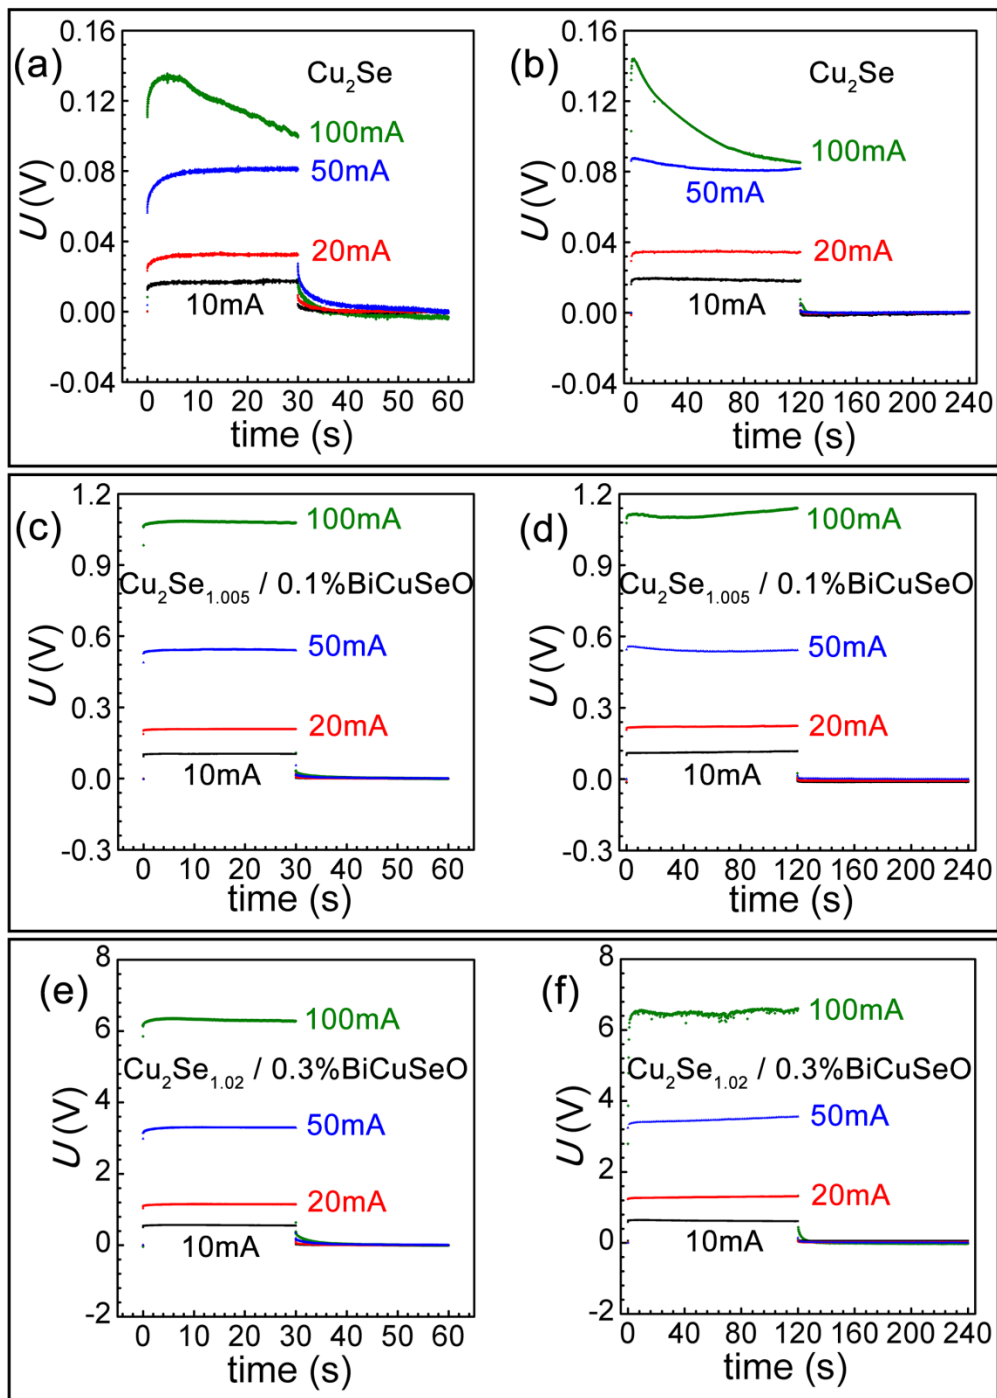 (a)
Cu2Se
0.16
0.12
0.08
0.04
0.00
-0.04
U (V)
100mA
50mA
20mA
10mA
0 10 20 30 40 50 60
time (s)
(b)
Cu2Se
0.16
0.12
0.08
0.04
0.00
-0.04
U (V)
100mA
50mA
20mA
10mA
0 40 80 120 160 200 240
time (s)
(c)
1.2
0.9
0.6
0.3
0.0
-0.3
U (V)
100mA
Cu2Se1.005 / 0.1%BiCuSeO
50mA
20mA
10mA
0 10 20 30 40 50 60
time (s)
(d)
1.2
0.9
0.6
0.3
0.0
-0.3
U (V)
100mA
Cu2Se1.005 / 0.1%BiCuSeO
50mA
20mA
10mA
0 40 80 120 160 200 240
time (s)
(e)
8
6
4
2
0
-2
U (V)
100mA
Cu2Se1.02 / 0.3%BiCuSeO
50mA
20mA
10mA
0 10 20 30 40 50 60
time (s)
(f)
8
6
4
2
0
-2
U (V)
100mA
Cu2Se1.02 / 0.3%BiCuSeO
50mA
20mA
10mA
0 40 80 120 160 200 240
time (s)